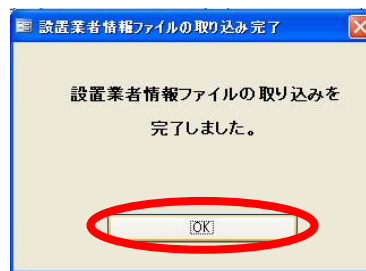 設置業者情報ファイルの取り込み完了
設置業者情報ファイルの取り込みを
完了しました。
OK